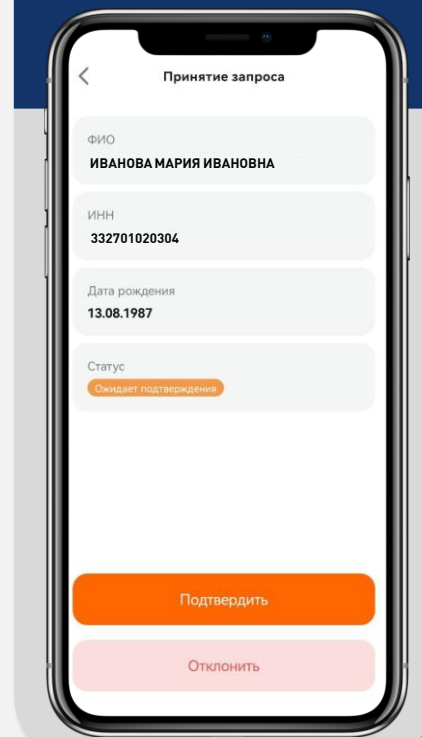 Принятие запроса
ФИО
ИВАНОВА МАРИЯ ИВАНОВНА
ИНН
332701020304
Дата рождения
13.08.1987
Статус
Ожидает подтверждения
Подтвердить
Отклонить